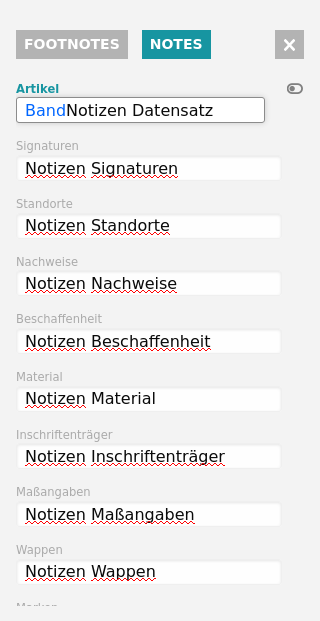 FOOTNOTES NOTES ×
Artikel
BandNotizen Datensatz
Signaturen
Notizen Signaturen
Standorte
Notizen Standorte
Nachweise
Notizen Nachweise
Beschaffenheit
Notizen Beschaffenheit
Material
Notizen Material
Inschriftenträger
Notizen Inschriftenträger
Maßangaben
Notizen Maßangaben
Wappen
Notizen Wappen